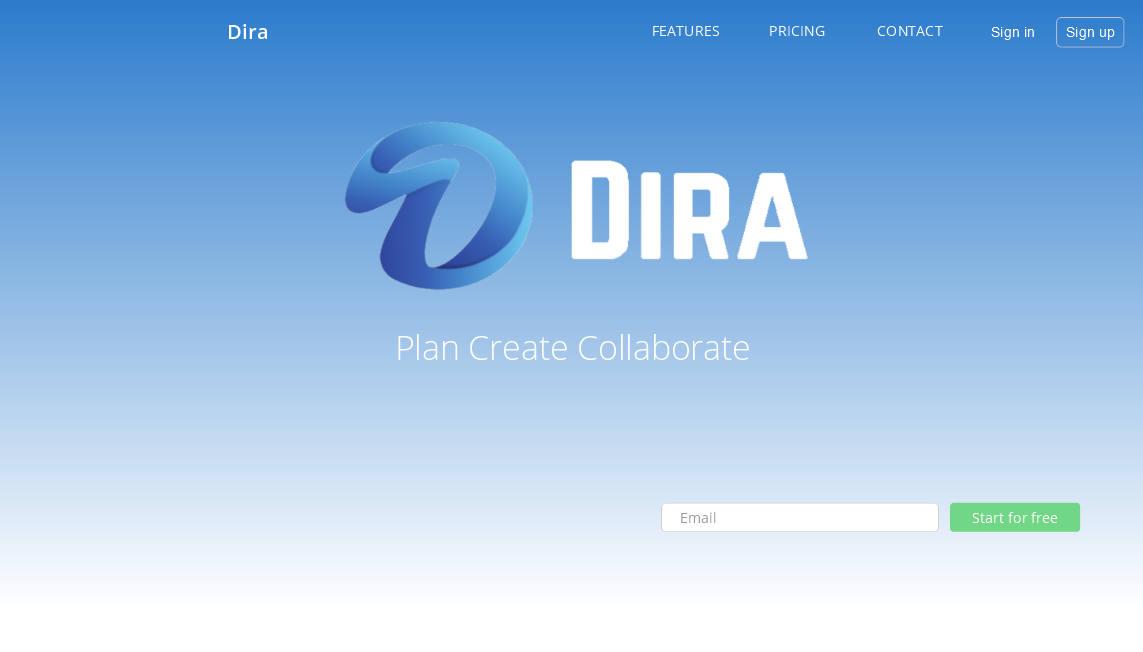 Dira FEATURES PRICING CONTACT Sign in Sign up
DIRA
Plan Create Collaborate
Email Start for free